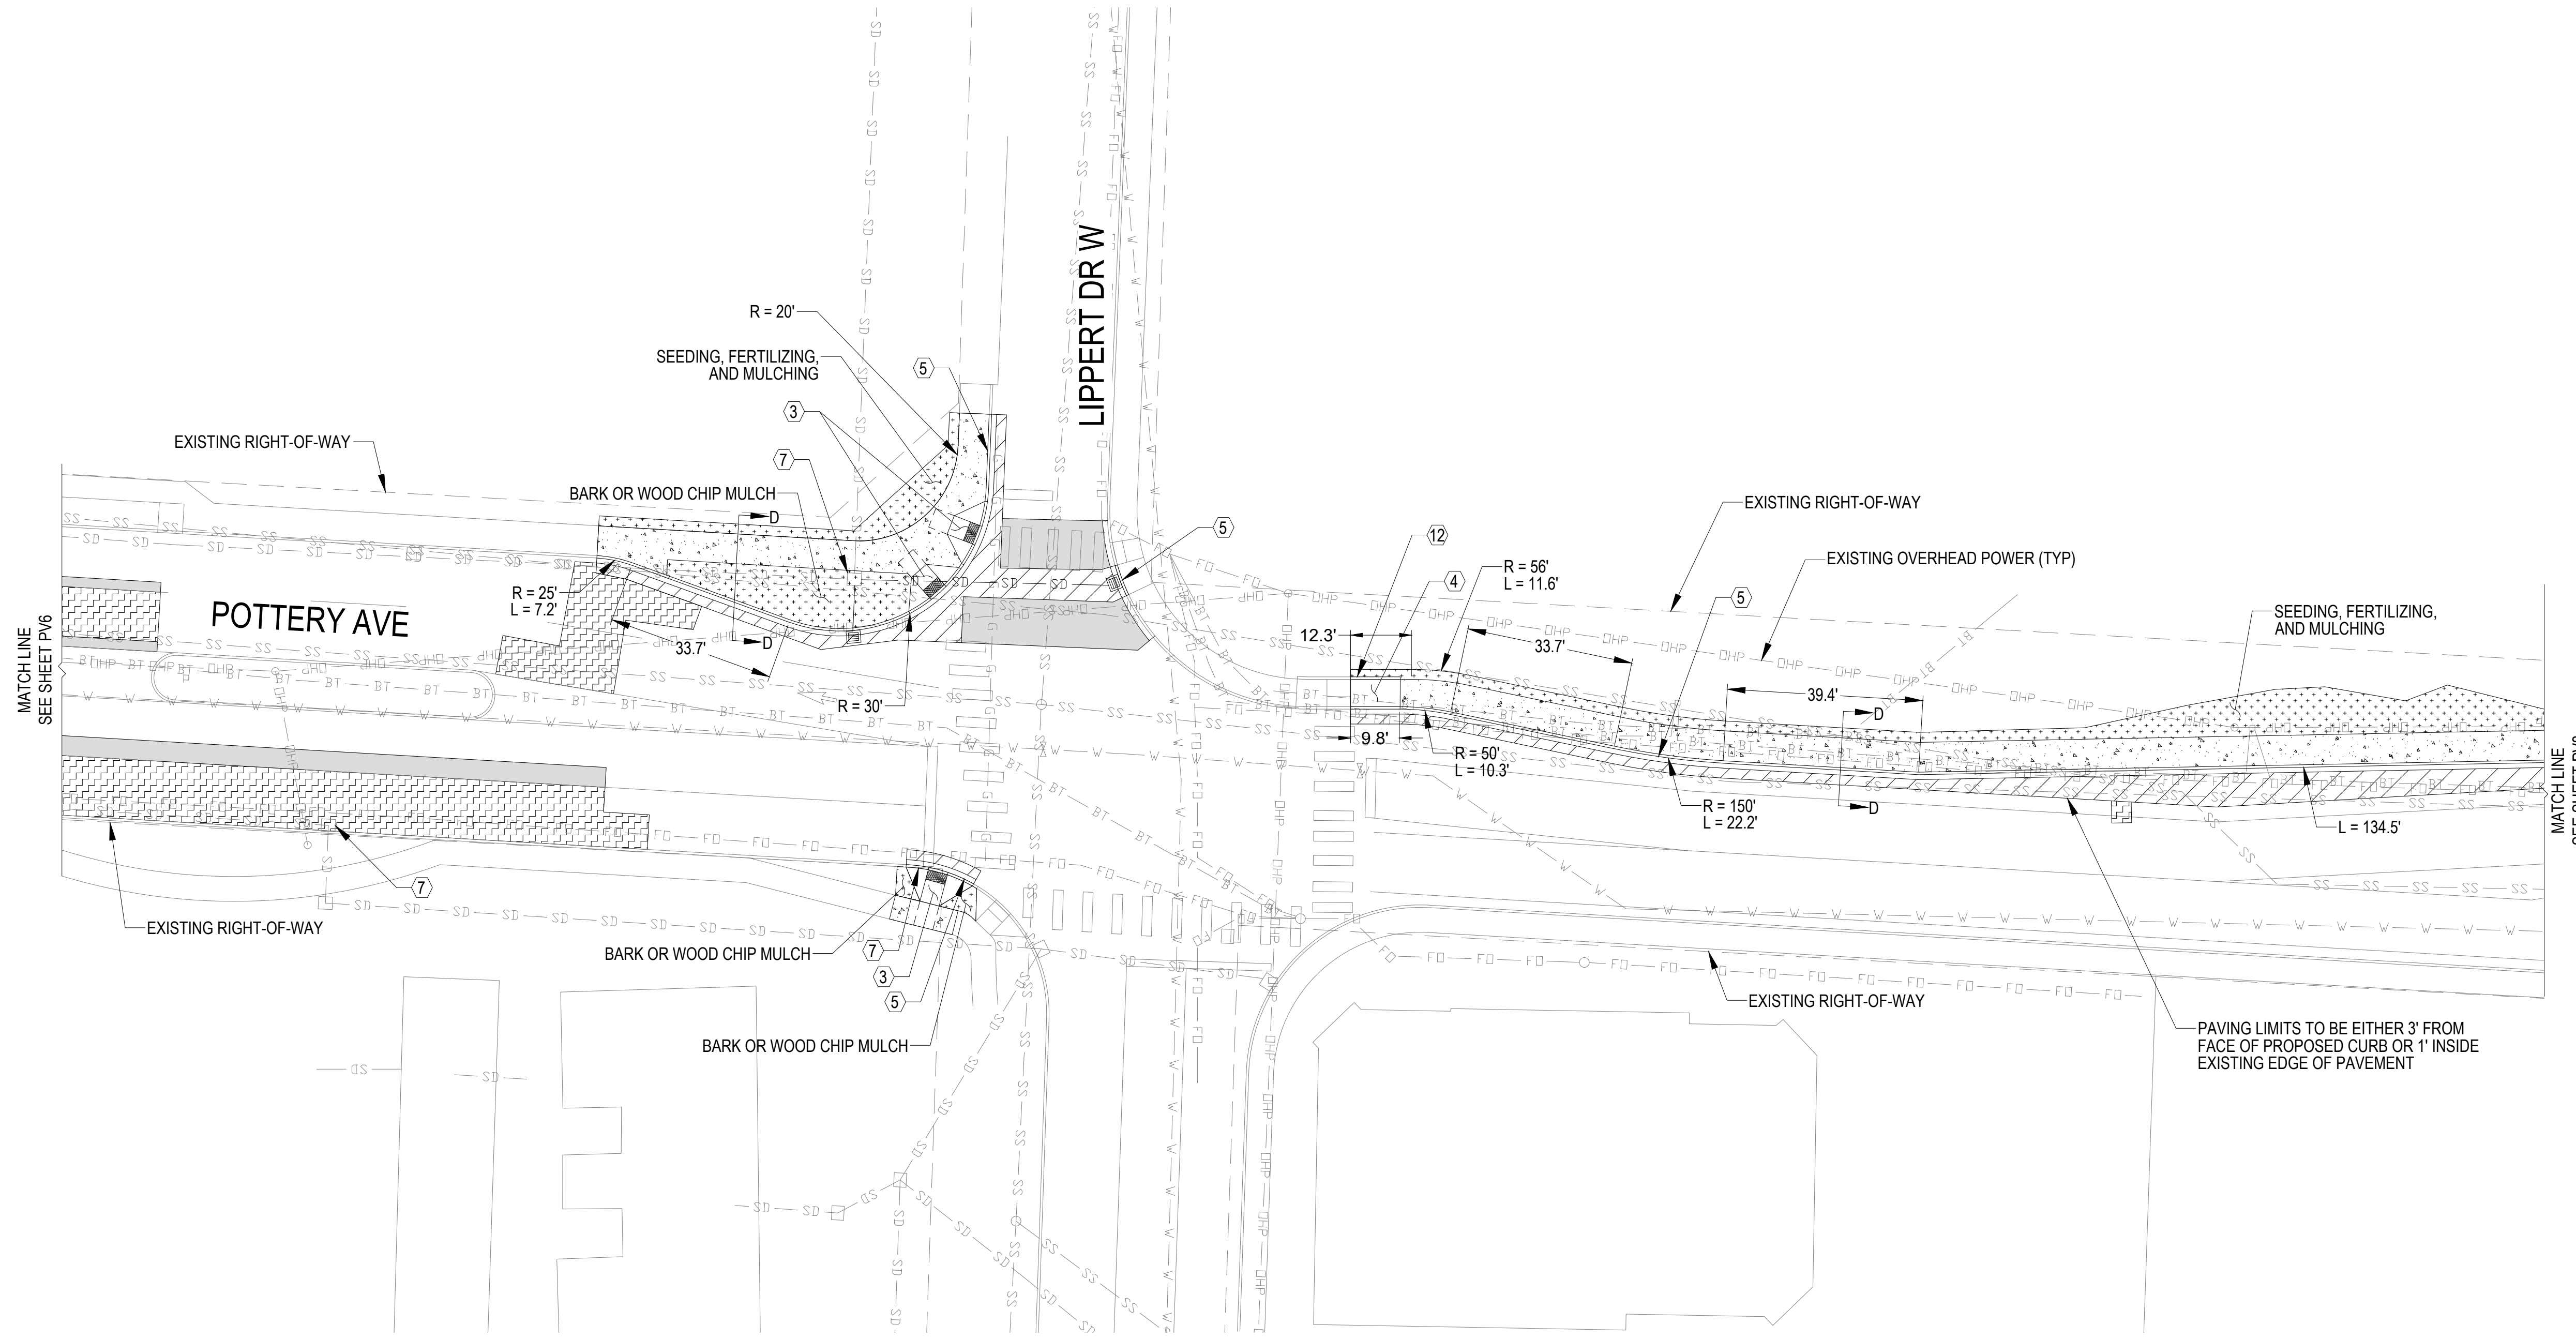 LIPPERT DR W
R = 20'
SEEDING, FERTILIZING,
AND MULCHING
5
3
EXISTING RIGHT-OF-WAY
7
BARK OR WOOD CHIP MULCH
D
D
R = 25'
L = 7.2'
33.7'
R = 30'
POTTERY AVE
MATCH LINE
SEE SHEET PV6
5
12
4
R = 56'
L = 11.6'
EXISTING RIGHT-OF-WAY
EXISTING OVERHEAD POWER (TYP)
5
SEEDING, FERTILIZING,
AND MULCHING
12.3'
33.7'
39.4'
D
D
9.8'
R = 50'
L = 10.3'
R = 150'
L = 22.2'
L = 134.5'
MATCH LINE
7
EXISTING RIGHT-OF-WAY
BARK OR WOOD CHIP MULCH
7
3
5
BARK OR WOOD CHIP MULCH
EXISTING RIGHT-OF-WAY
PAVING LIMITS TO BE EITHER 3' FROM
FACE OF PROPOSED CURB OR 1' INSIDE
EXISTING EDGE OF PAVEMENT